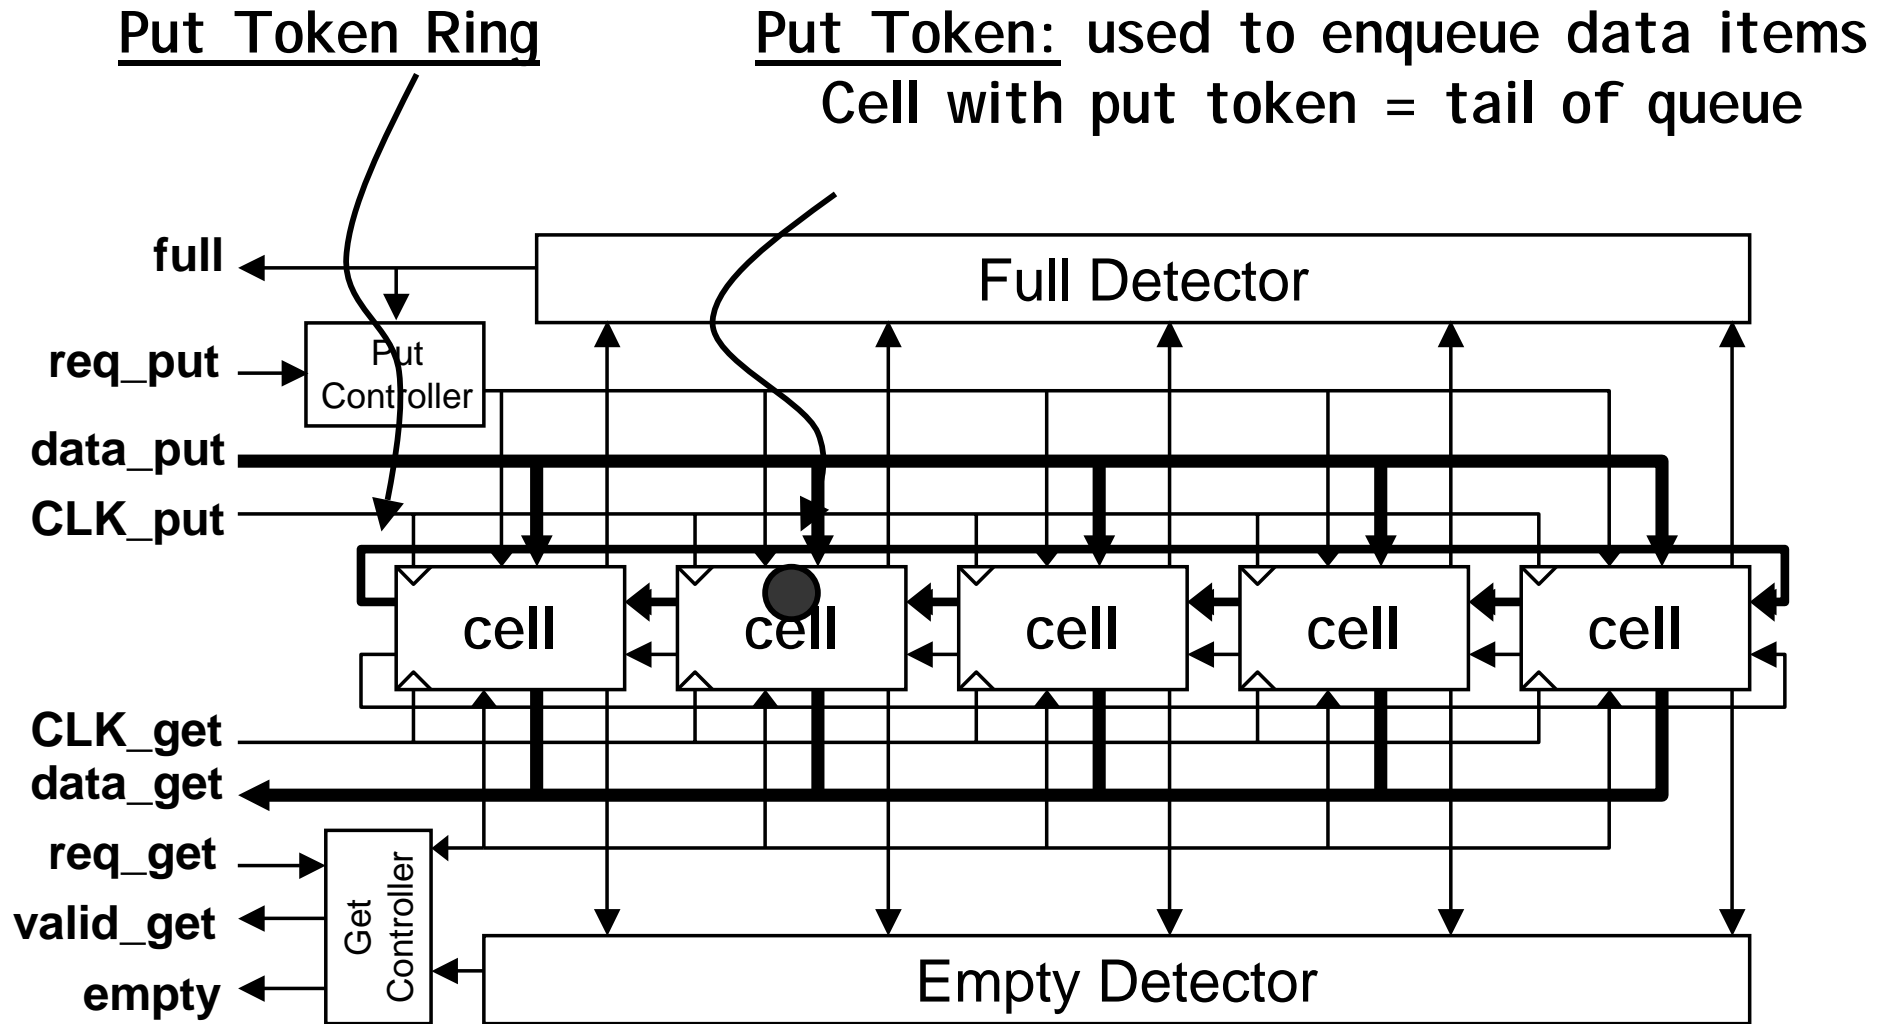 Put Token Ring
Put Token: used to enqueue data items
Cell with put token = tail of queue
full
Full Detector
req_put
Put
Controller
data_put
CLK_put
cell
cell
cell
cell
cell
CLK_get
data_get
req_get
valid_get
empty
Get
Controller
Empty Detector